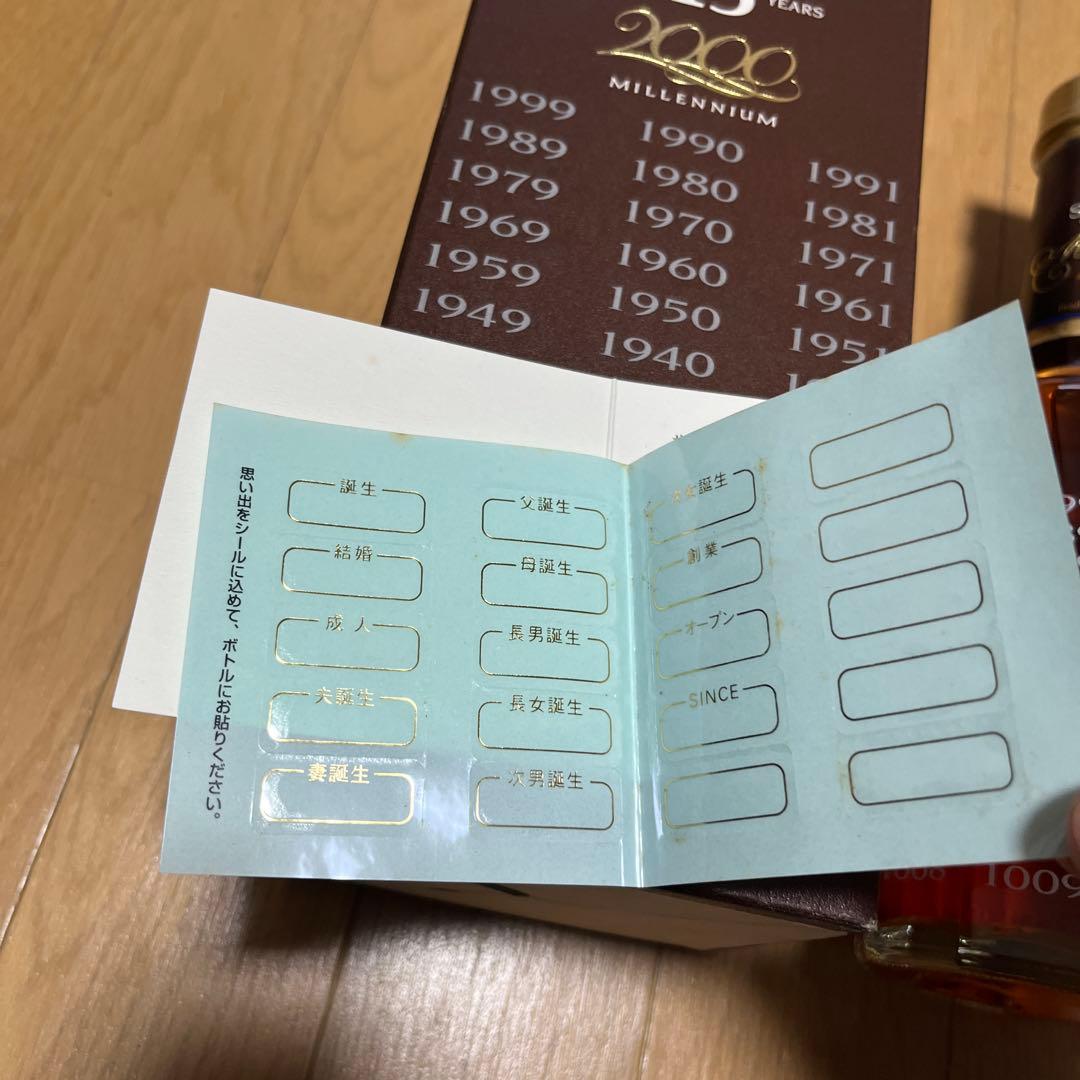 YEARS
2000
MILLENNIUM
1999 1990 1991
1989 1980 1981
1979 1970 1971
1969 1960 1961
1959 1950 1951
1949 1940
思い出をシールに込めて、ボトルにお貼りください。
誕生
結婚
成人
夫誕生
妻誕生
父誕生
母誕生
長男誕生
長女誕生
次男誕生
女誕生
創業
オープン
SINCE
1008 1009